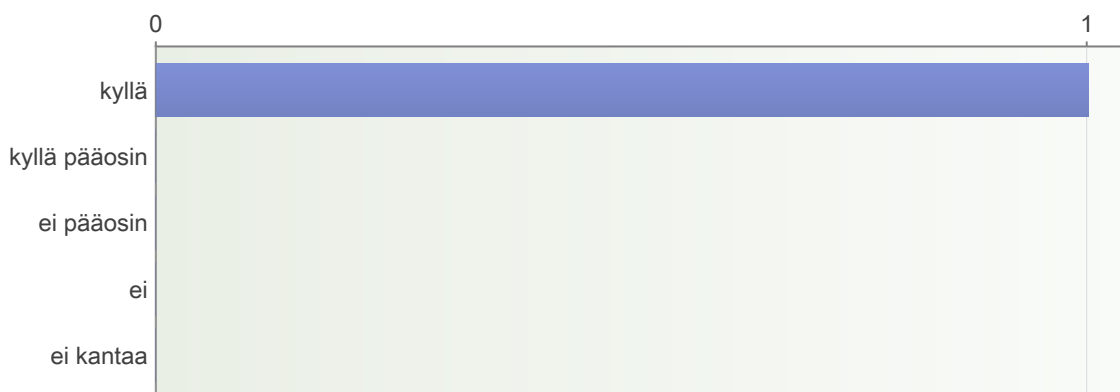 0 1
kyllä
kyllä pääosin
ei pääosin
ei
ei kantaa